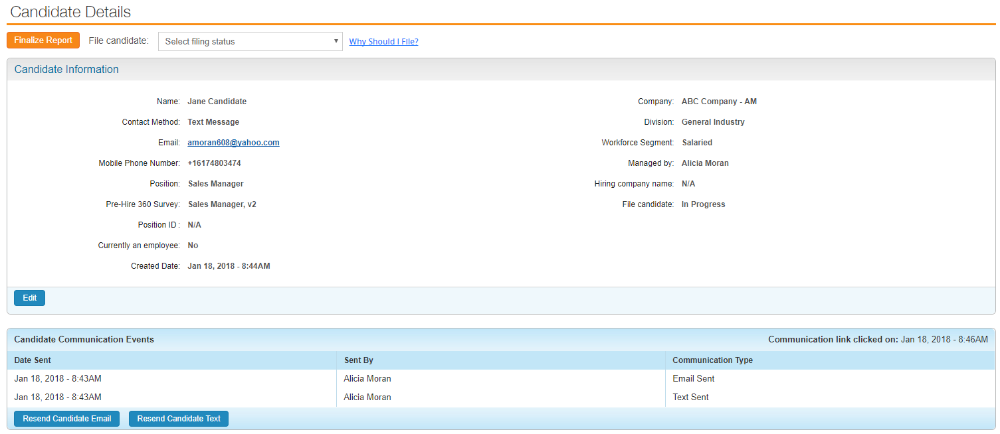 Candidate Details
Finalize Report File candidate: Select filing status Why Should I File?
Candidate Information
Name: Jane Candidate
Contact Method: Text Message
Email: amoran608@yahoo.com
Mobile Phone Number: +16174803474
Position: Sales Manager
Pre-Hire 360 Survey: Sales Manager, v2
Position ID : N/A
Currently an employee: No
Created Date: Jan 18, 2018 - 8:44AM
Company: ABC Company - AM
Division: General Industry
Workforce Segment: Salaried
Managed by: Alicia Moran
Hiring company name: N/A
File candidate: In Progress
Edit
Candidate Communication Events Communication link clicked on: Jan 18, 2018 - 8:46AM
Date Sent Sent By Communication Type
Jan 18, 2018 - 8:43AM Alicia Moran Email Sent
Jan 18, 2018 - 8:43AM Alicia Moran Text Sent
Resend Candidate Email Resend Candidate Text